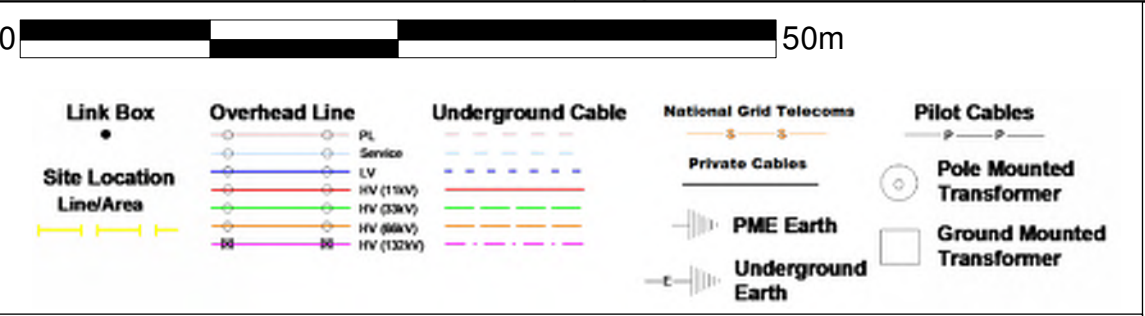 0 50m
Link Box
Site Location
Line/Area
Overhead Line
PL
Service
LV
HV (11kV)
HV (33kV)
HV (66kV)
HV (132kV)
Underground Cable
National Grid Telecoms
S S
Private Cables
PME Earth
E
Underground
Earth
Pilot Cables
P P
Pole Mounted
Transformer
Ground Mounted
Transformer